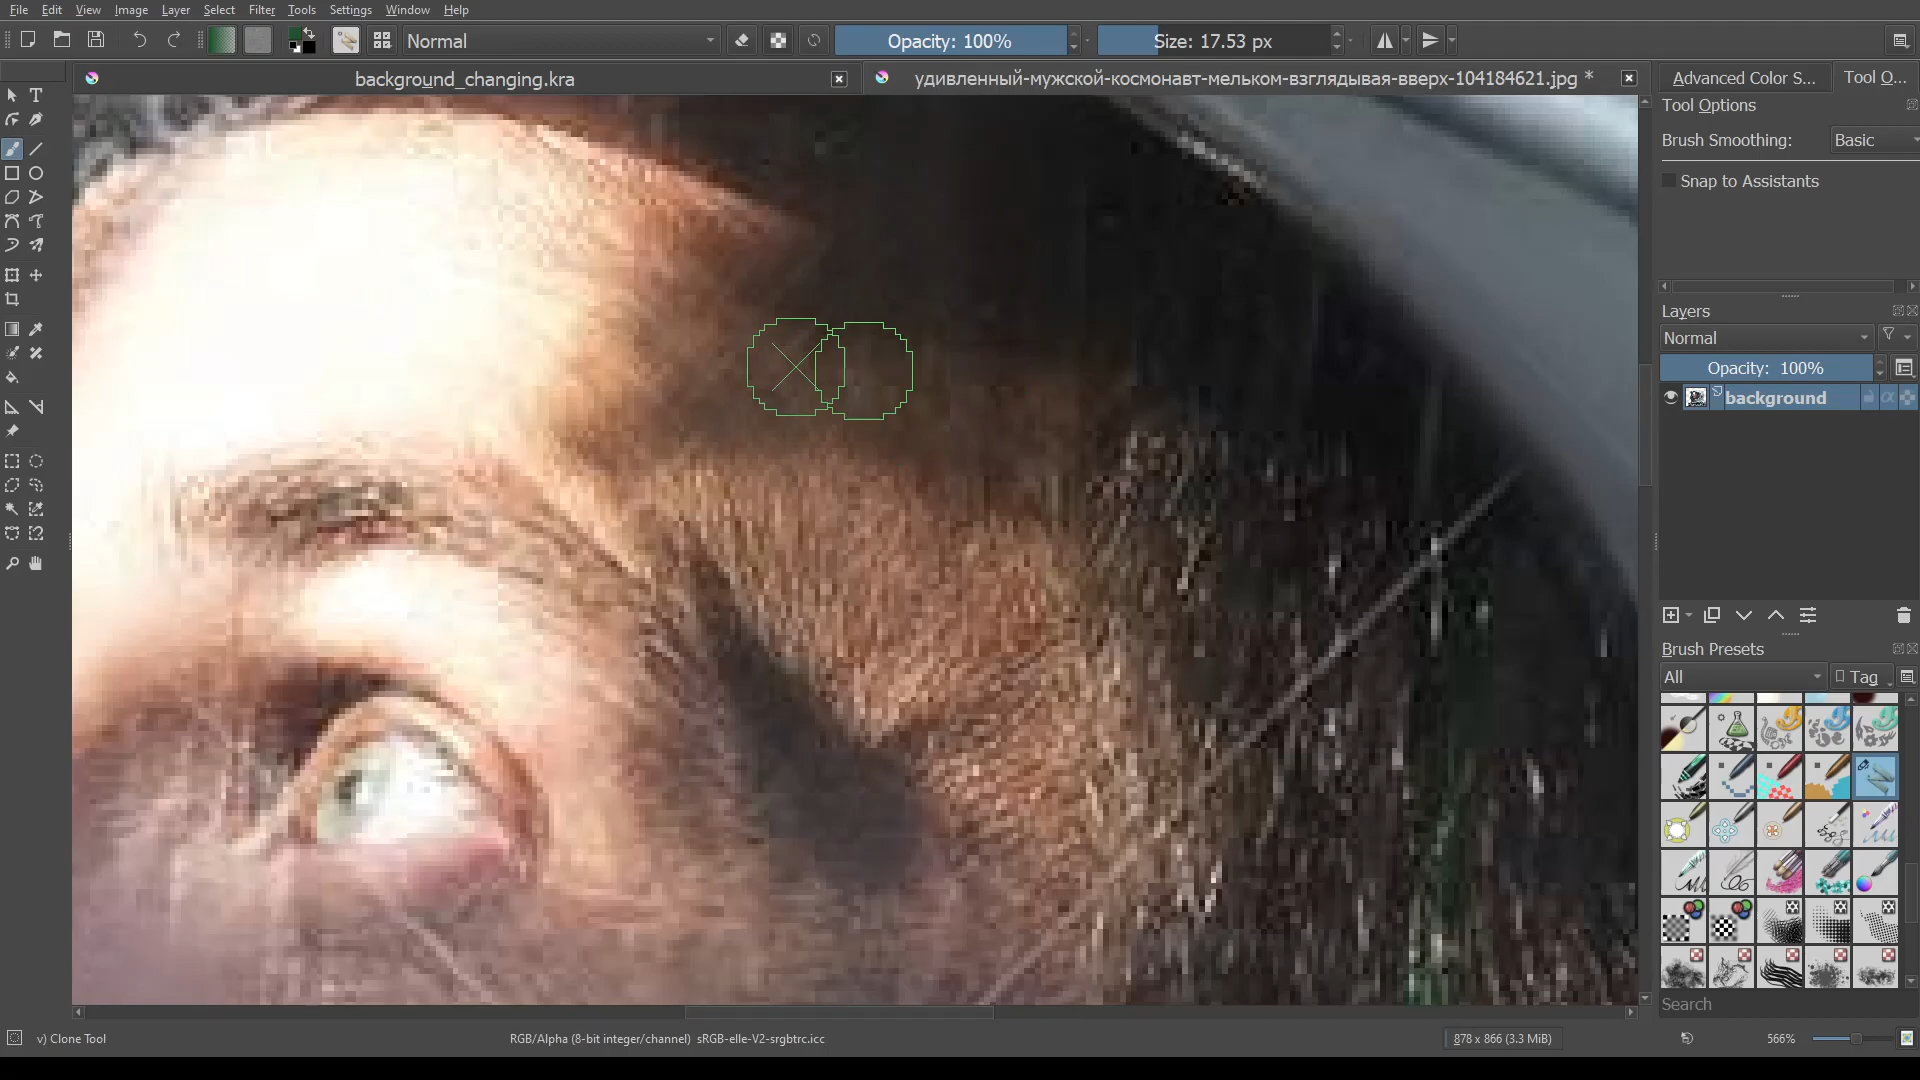 File Edit View Image Layer Select Filter Tools Settings Window Help
Normal Opacity: 100% Size: 17.53 px
background_changing.kra
удивленный-мужской-космонавт-мельком-взглядывая-вверх-104184621.jpg *
Advanced Color S... Tool O...
Tool Options
Brush Smoothing: Basic
Snap to Assistants
Layers
Normal
Opacity: 100%
background
Brush Presets
All Tag
Search
v) Clone Tool RGB/Alpha (8-bit integer/channel) sRGB-elle-V2-srgbtrc.icc 878 x 866 (3.3 MiB) 566%